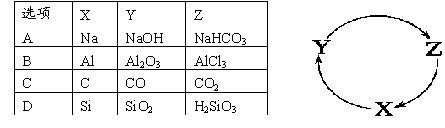 选项 X Y Z
A Na NaOH NaHCO₃
B Al Al₂O₃ AlCl₃
C C CO CO₂
D Si SiO₂ H₂SiO₃
Y Z
X